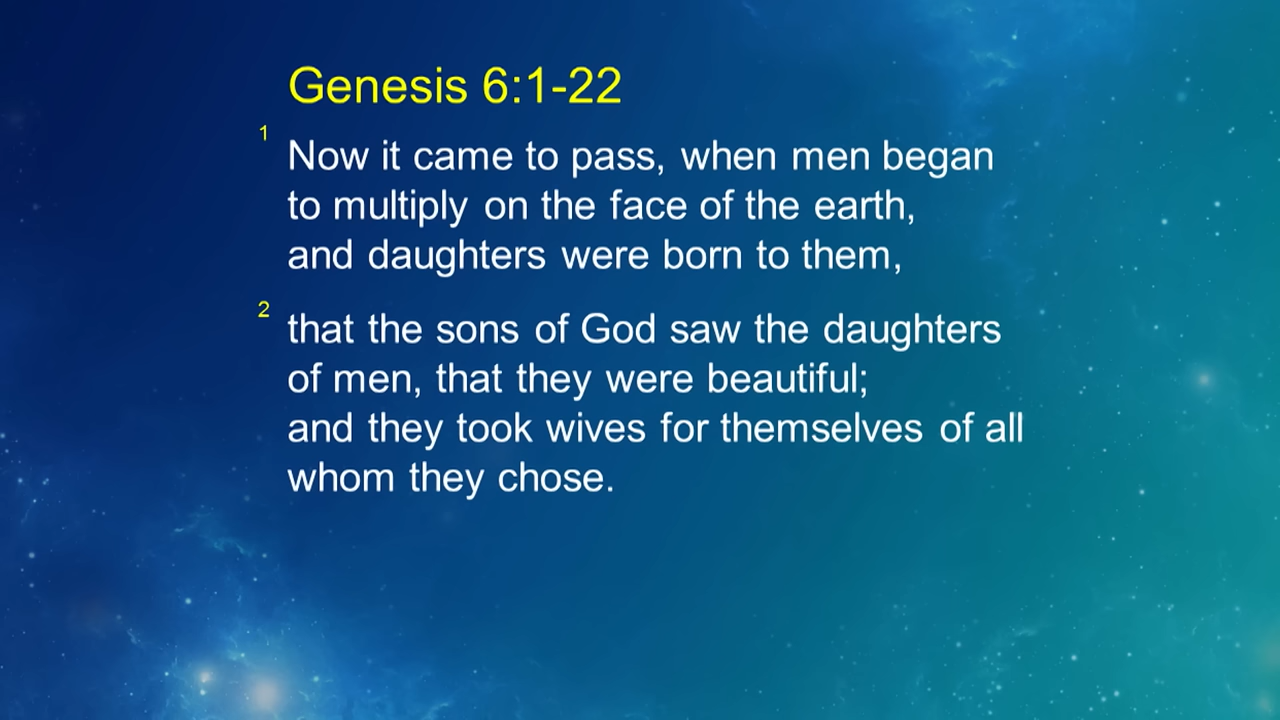 Genesis 6:1-22
1
Now it came to pass, when men began
to multiply on the face of the earth,
and daughters were born to them,
2
that the sons of God saw the daughters
of men, that they were beautiful;
and they took wives for themselves of all
whom they chose.